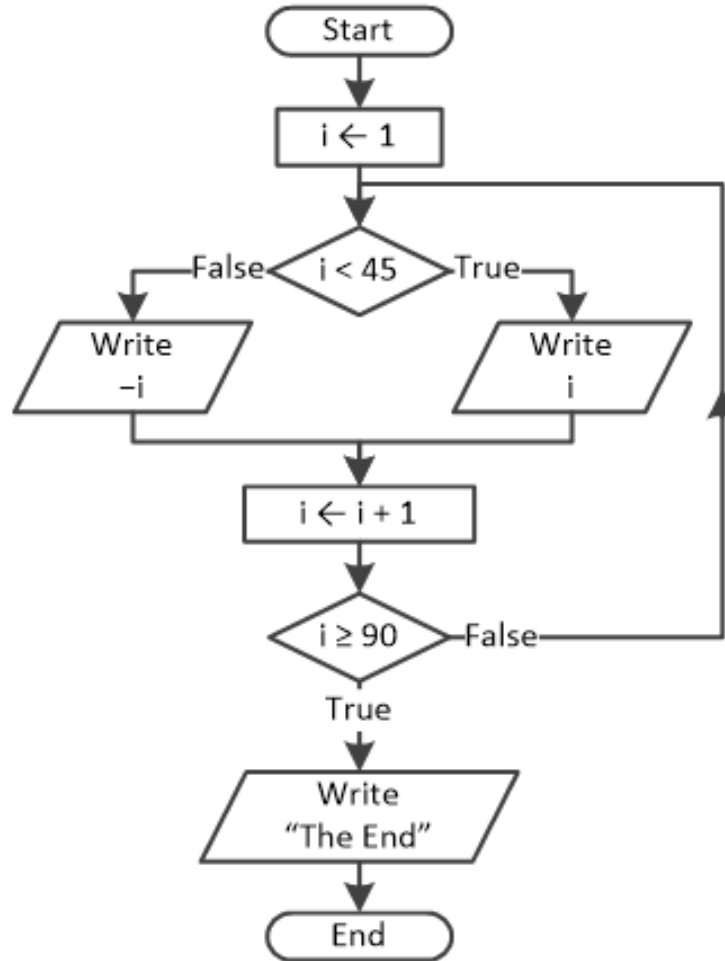 Start
i ← 1
i < 45
False
True
Write
−i
Write
i
i ← i + 1
i ≥ 90
False
True
Write
“The End”
End